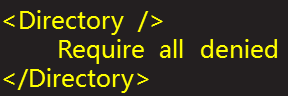 <Directory />
    Require all denied
</Directory>